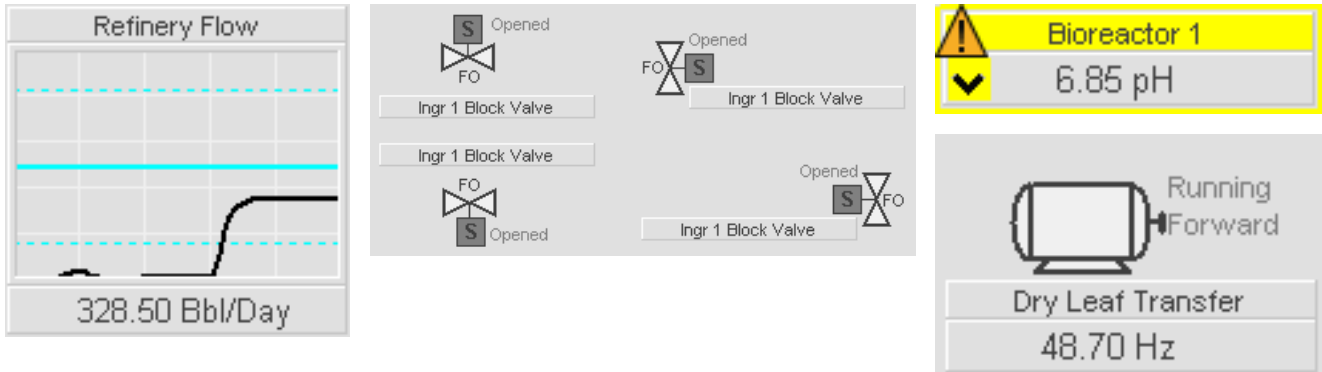 Refinery Flow
328.50 Bbl/Day
S Opened
FO
Ingr 1 Block Valve
Opened
FO S
Ingr 1 Block Valve
Ingr 1 Block Valve
FO
S Opened
Opened
S FO
Ingr 1 Block Valve
!
Bioreactor 1
6.85 pH
Running
Forward
Dry Leaf Transfer
48.70 Hz